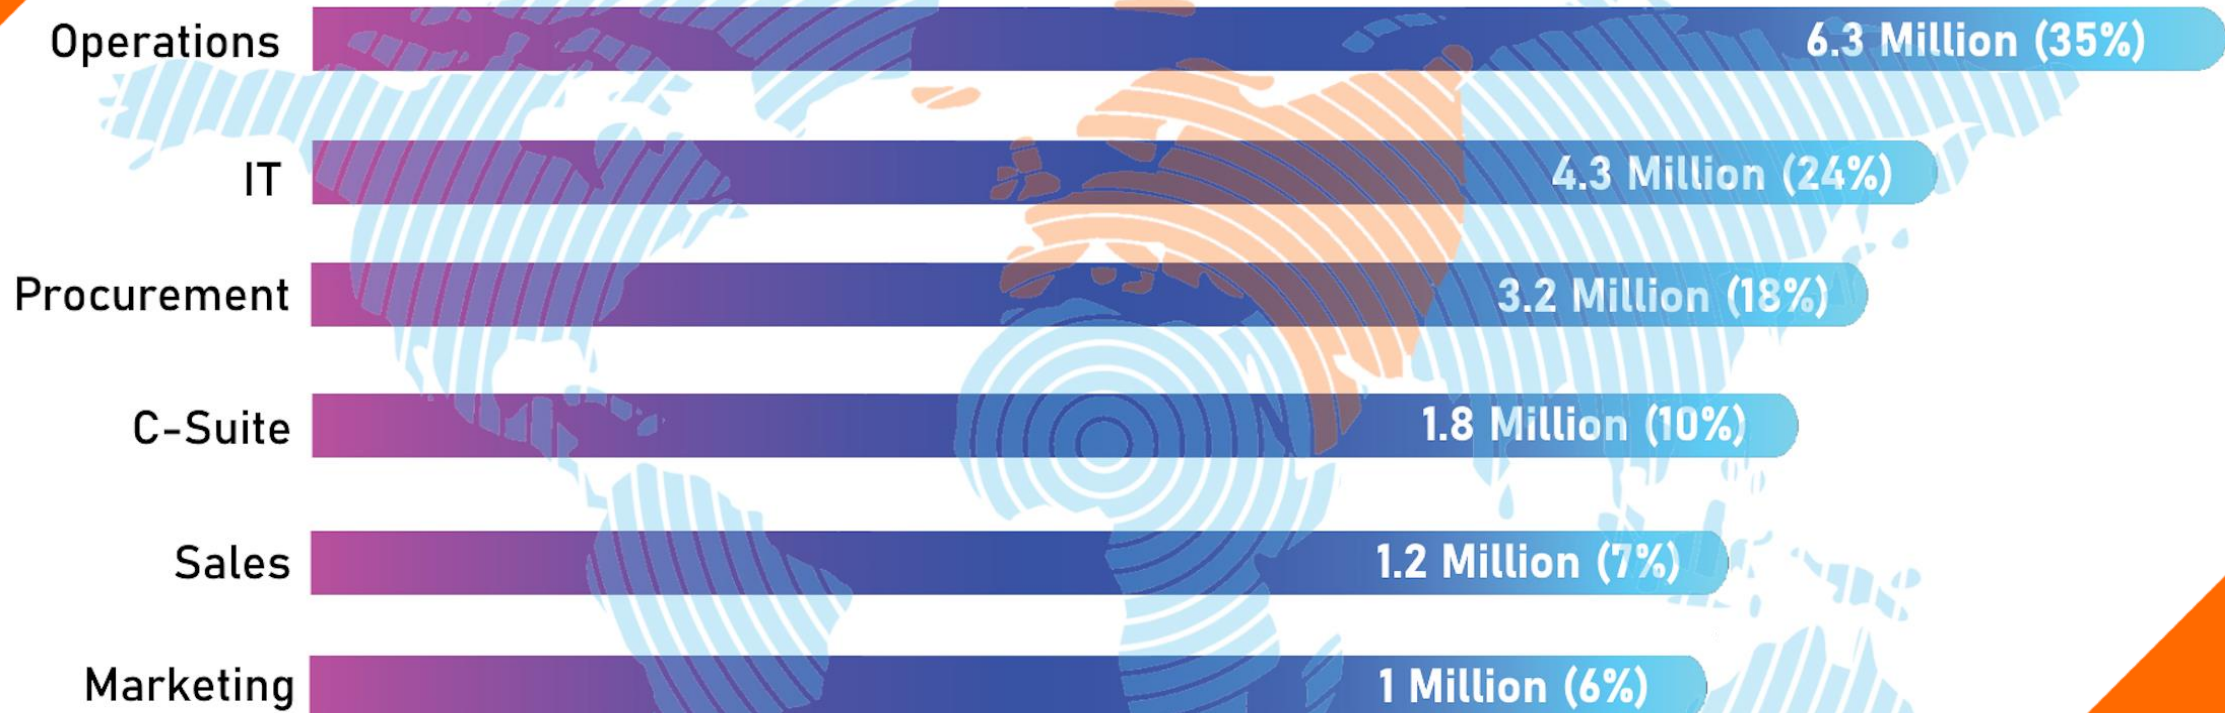 Operations 6.3 Million (35%)
IT 4.3 Million (24%)
Procurement 3.2 Million (18%)
C-Suite 1.8 Million (10%)
Sales 1.2 Million (7%)
Marketing 1 Million (6%)